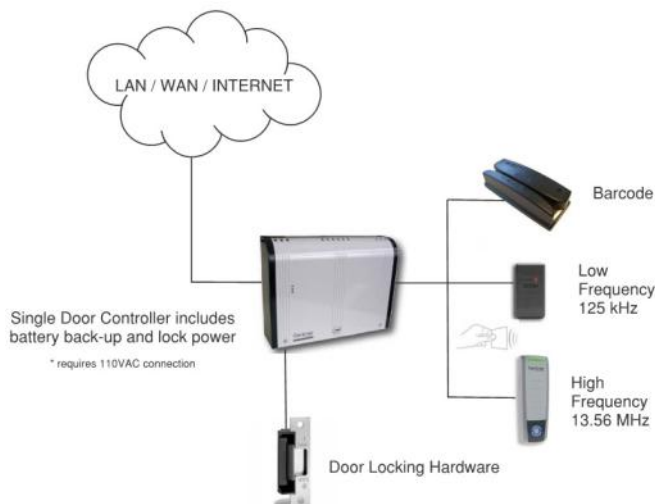 LAN / WAN / INTERNET
Barcode
Low
Frequency
125 kHz
Single Door Controller includes
battery back-up and lock power
* requires 110VAC connection
High
Frequency
13.56 MHz
Door Locking Hardware